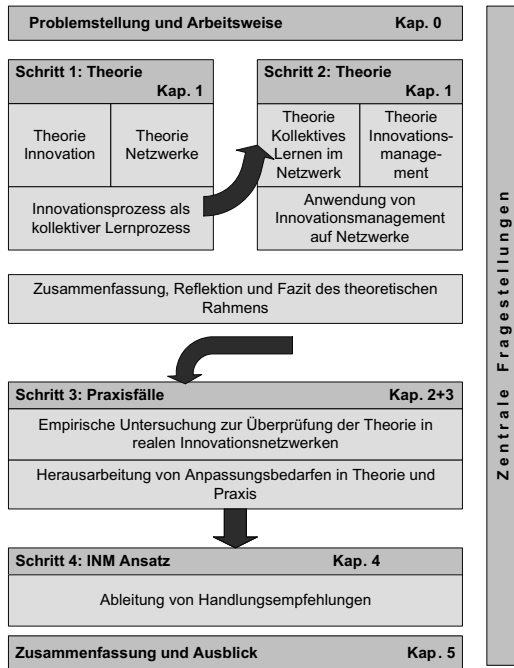 Problemstellung und Arbeitsweise Kap. 0
Schritt 1: Theorie
Kap. 1
Theorie
Innovation
Theorie
Netzwerke
Innovationsprozess als
kollektiver Lernprozess
Schritt 2: Theorie
Kap. 1
Theorie
Kollektives
Lernen im
Netzwerk
Theorie
Innovations-
manage-
ment
Anwendung von
Innovationsmanagement
auf Netzwerke
Zusammenfassung, Reflektion und Fazit des theoretischen
Rahmens
Schritt 3: Praxisfälle Kap. 2+3
Empirische Untersuchung zur Überprüfung der Theorie in
realen Innovationsnetzwerken
Herausarbeitung von Anpassungsbedarfen in Theorie und
Praxis
Schritt 4: INM Ansatz Kap. 4
Ableitung von Handlungsempfehlungen
Zusammenfassung und Ausblick Kap. 5
Zentrale Fragestellungen